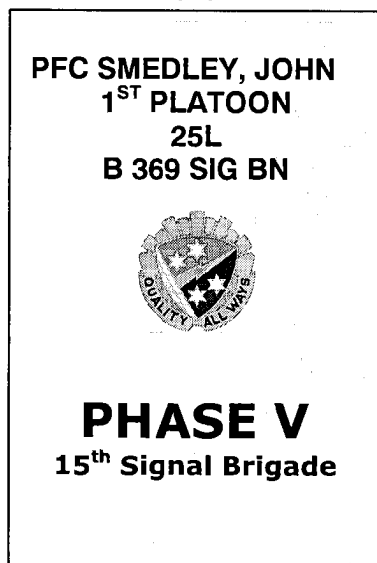 PFC SMEDLEY, JOHN
1ST PLATOON
25L
B 369 SIG BN
QUALITY ALL WAYS
PHASE V
15th Signal Brigade